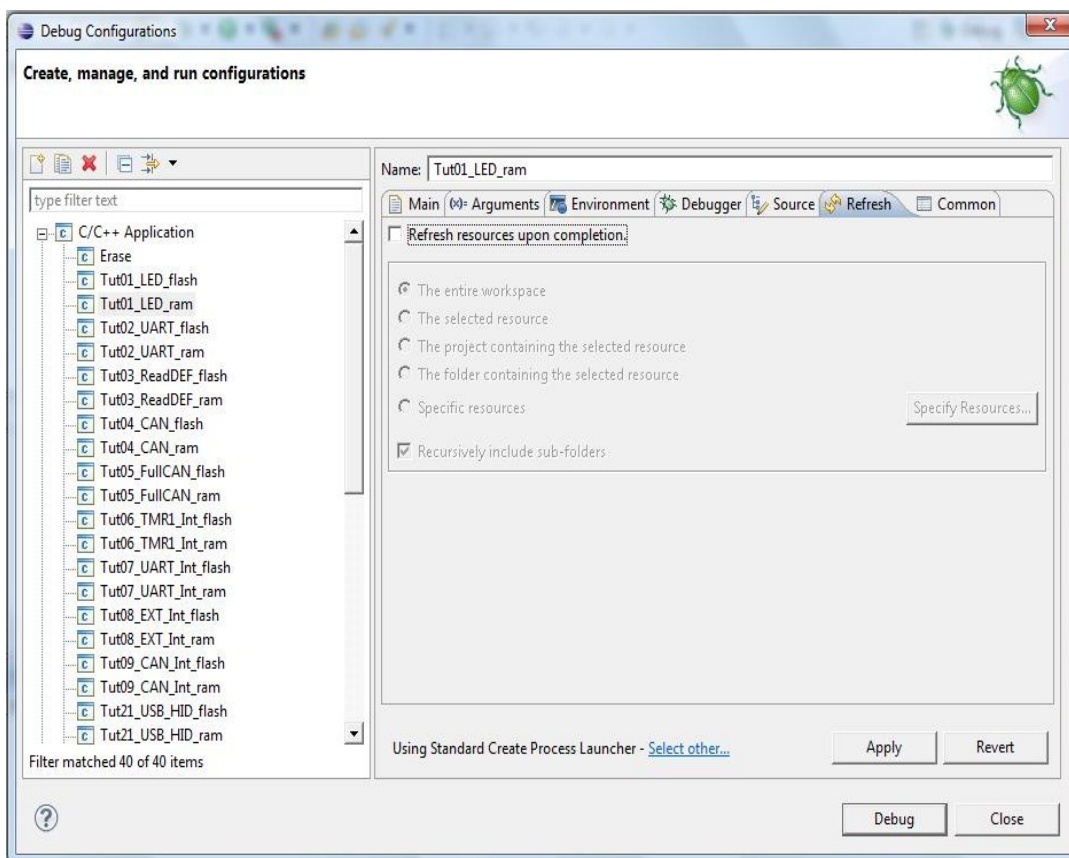 Debug Configurations
Create, manage, and run configurations
type filter text
C/C++ Application
Erase
Tut01_LED_flash
Tut01_LED_ram
Tut02_UART_flash
Tut02_UART_ram
Tut03_ReadDEF_flash
Tut03_ReadDEF_ram
Tut04_CAN_flash
Tut04_CAN_ram
Tut05_FullCAN_flash
Tut05_FullCAN_ram
Tut06_TMR1_Int_flash
Tut06_TMR1_Int_ram
Tut07_UART_Int_flash
Tut07_UART_Int_ram
Tut08_EXT_Int_flash
Tut08_EXT_Int_ram
Tut09_CAN_Int_flash
Tut09_CAN_Int_ram
Tut21_USB_HID_flash
Tut21_USB_HID_ram
Filter matched 40 of 40 items
Name: Tut01_LED_ram
Main (x)= Arguments Environment Debugger Source Refresh Common
Refresh resources upon completion.
The entire workspace
The selected resource
The project containing the selected resource
The folder containing the selected resource
Specific resources Specify Resources...
Recursively include sub-folders
Using Standard Create Process Launcher - Select other... Apply Revert
? Debug Close